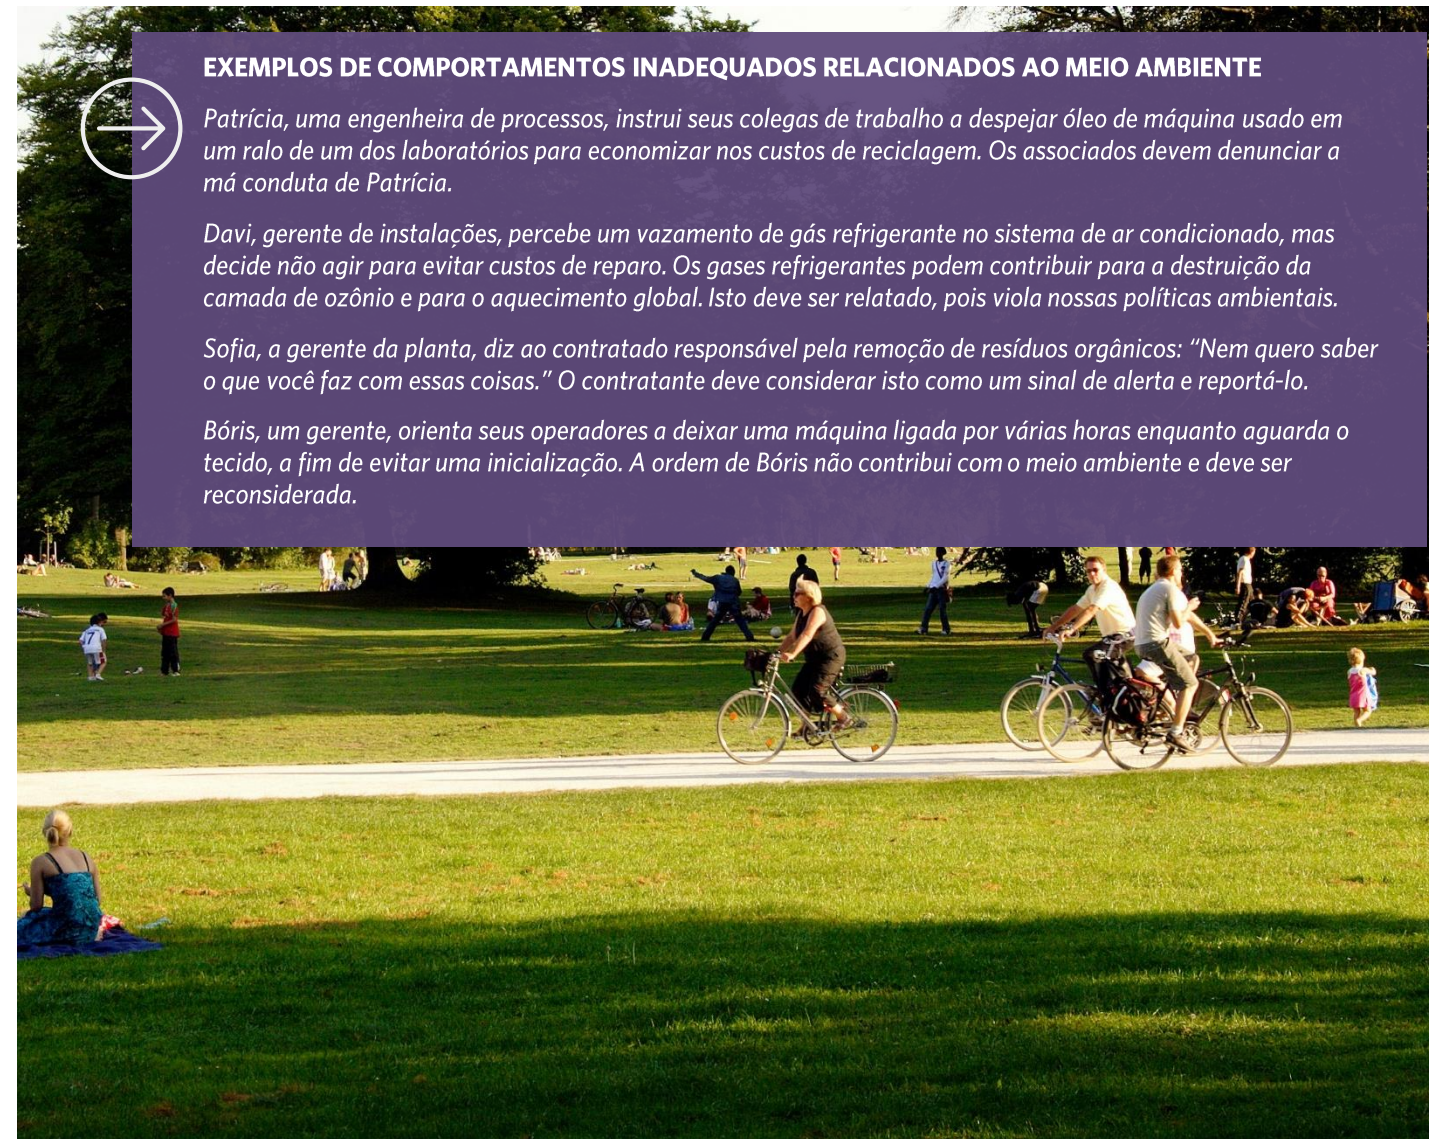 EXEMPLOS DE COMPORTAMENTOS INADEQUADOS RELACIONADOS AO MEIO AMBIENTE
Patrícia, uma engenheira de processos, instrui seus colegas de trabalho a despejar óleo de máquina usado em
um ralo de um dos laboratórios para economizar nos custos de reciclagem. Os associados devem denunciar a
má conduta de Patrícia.
Davi, gerente de instalações, percebe um vazamento de gás refrigerante no sistema de ar condicionado, mas
decide não agir para evitar custos de reparo. Os gases refrigerantes podem contribuir para a destruição da
camada de ozônio e para o aquecimento global. Isto deve ser relatado, pois viola nossas políticas ambientais.
Sofia, a gerente da planta, diz ao contratado responsável pela remoção de resíduos orgânicos: “Nem quero saber
o que você faz com essas coisas.” O contratante deve considerar isto como um sinal de alerta e reportá-lo.
Bóris, um gerente, orienta seus operadores a deixar uma máquina ligada por várias horas enquanto aguarda o
tecido, a fim de evitar uma inicialização. A ordem de Bóris não contribui com o meio ambiente e deve ser
reconsiderada.
7